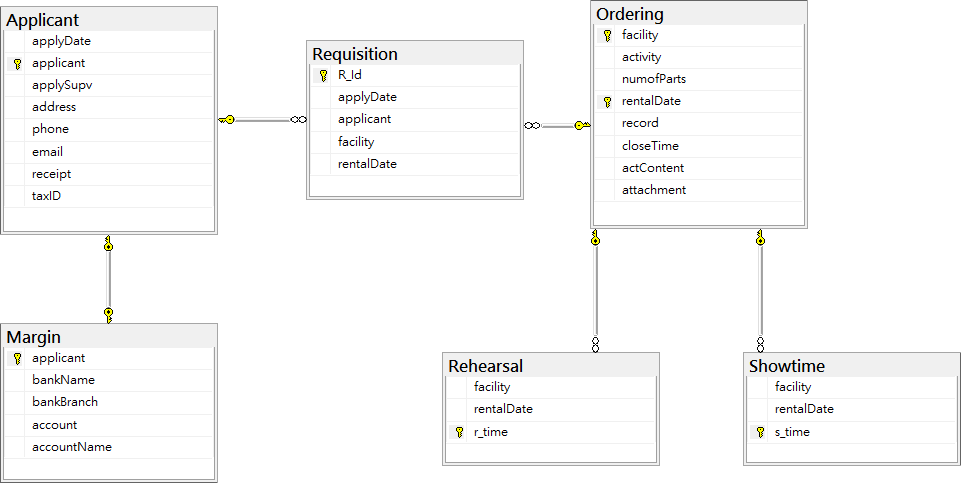 Applicant
applyDate
applicant
applySupv
address
phone
email
receipt
taxID
Requisition
R_Id
applyDate
applicant
facility
rentalDate
Ordering
facility
activity
numofParts
rentalDate
record
closeTime
actContent
attachment
Margin
applicant
bankName
bankBranch
account
accountName
Rehearsal
facility
rentalDate
r_time
Showtime
facility
rentalDate
s_time